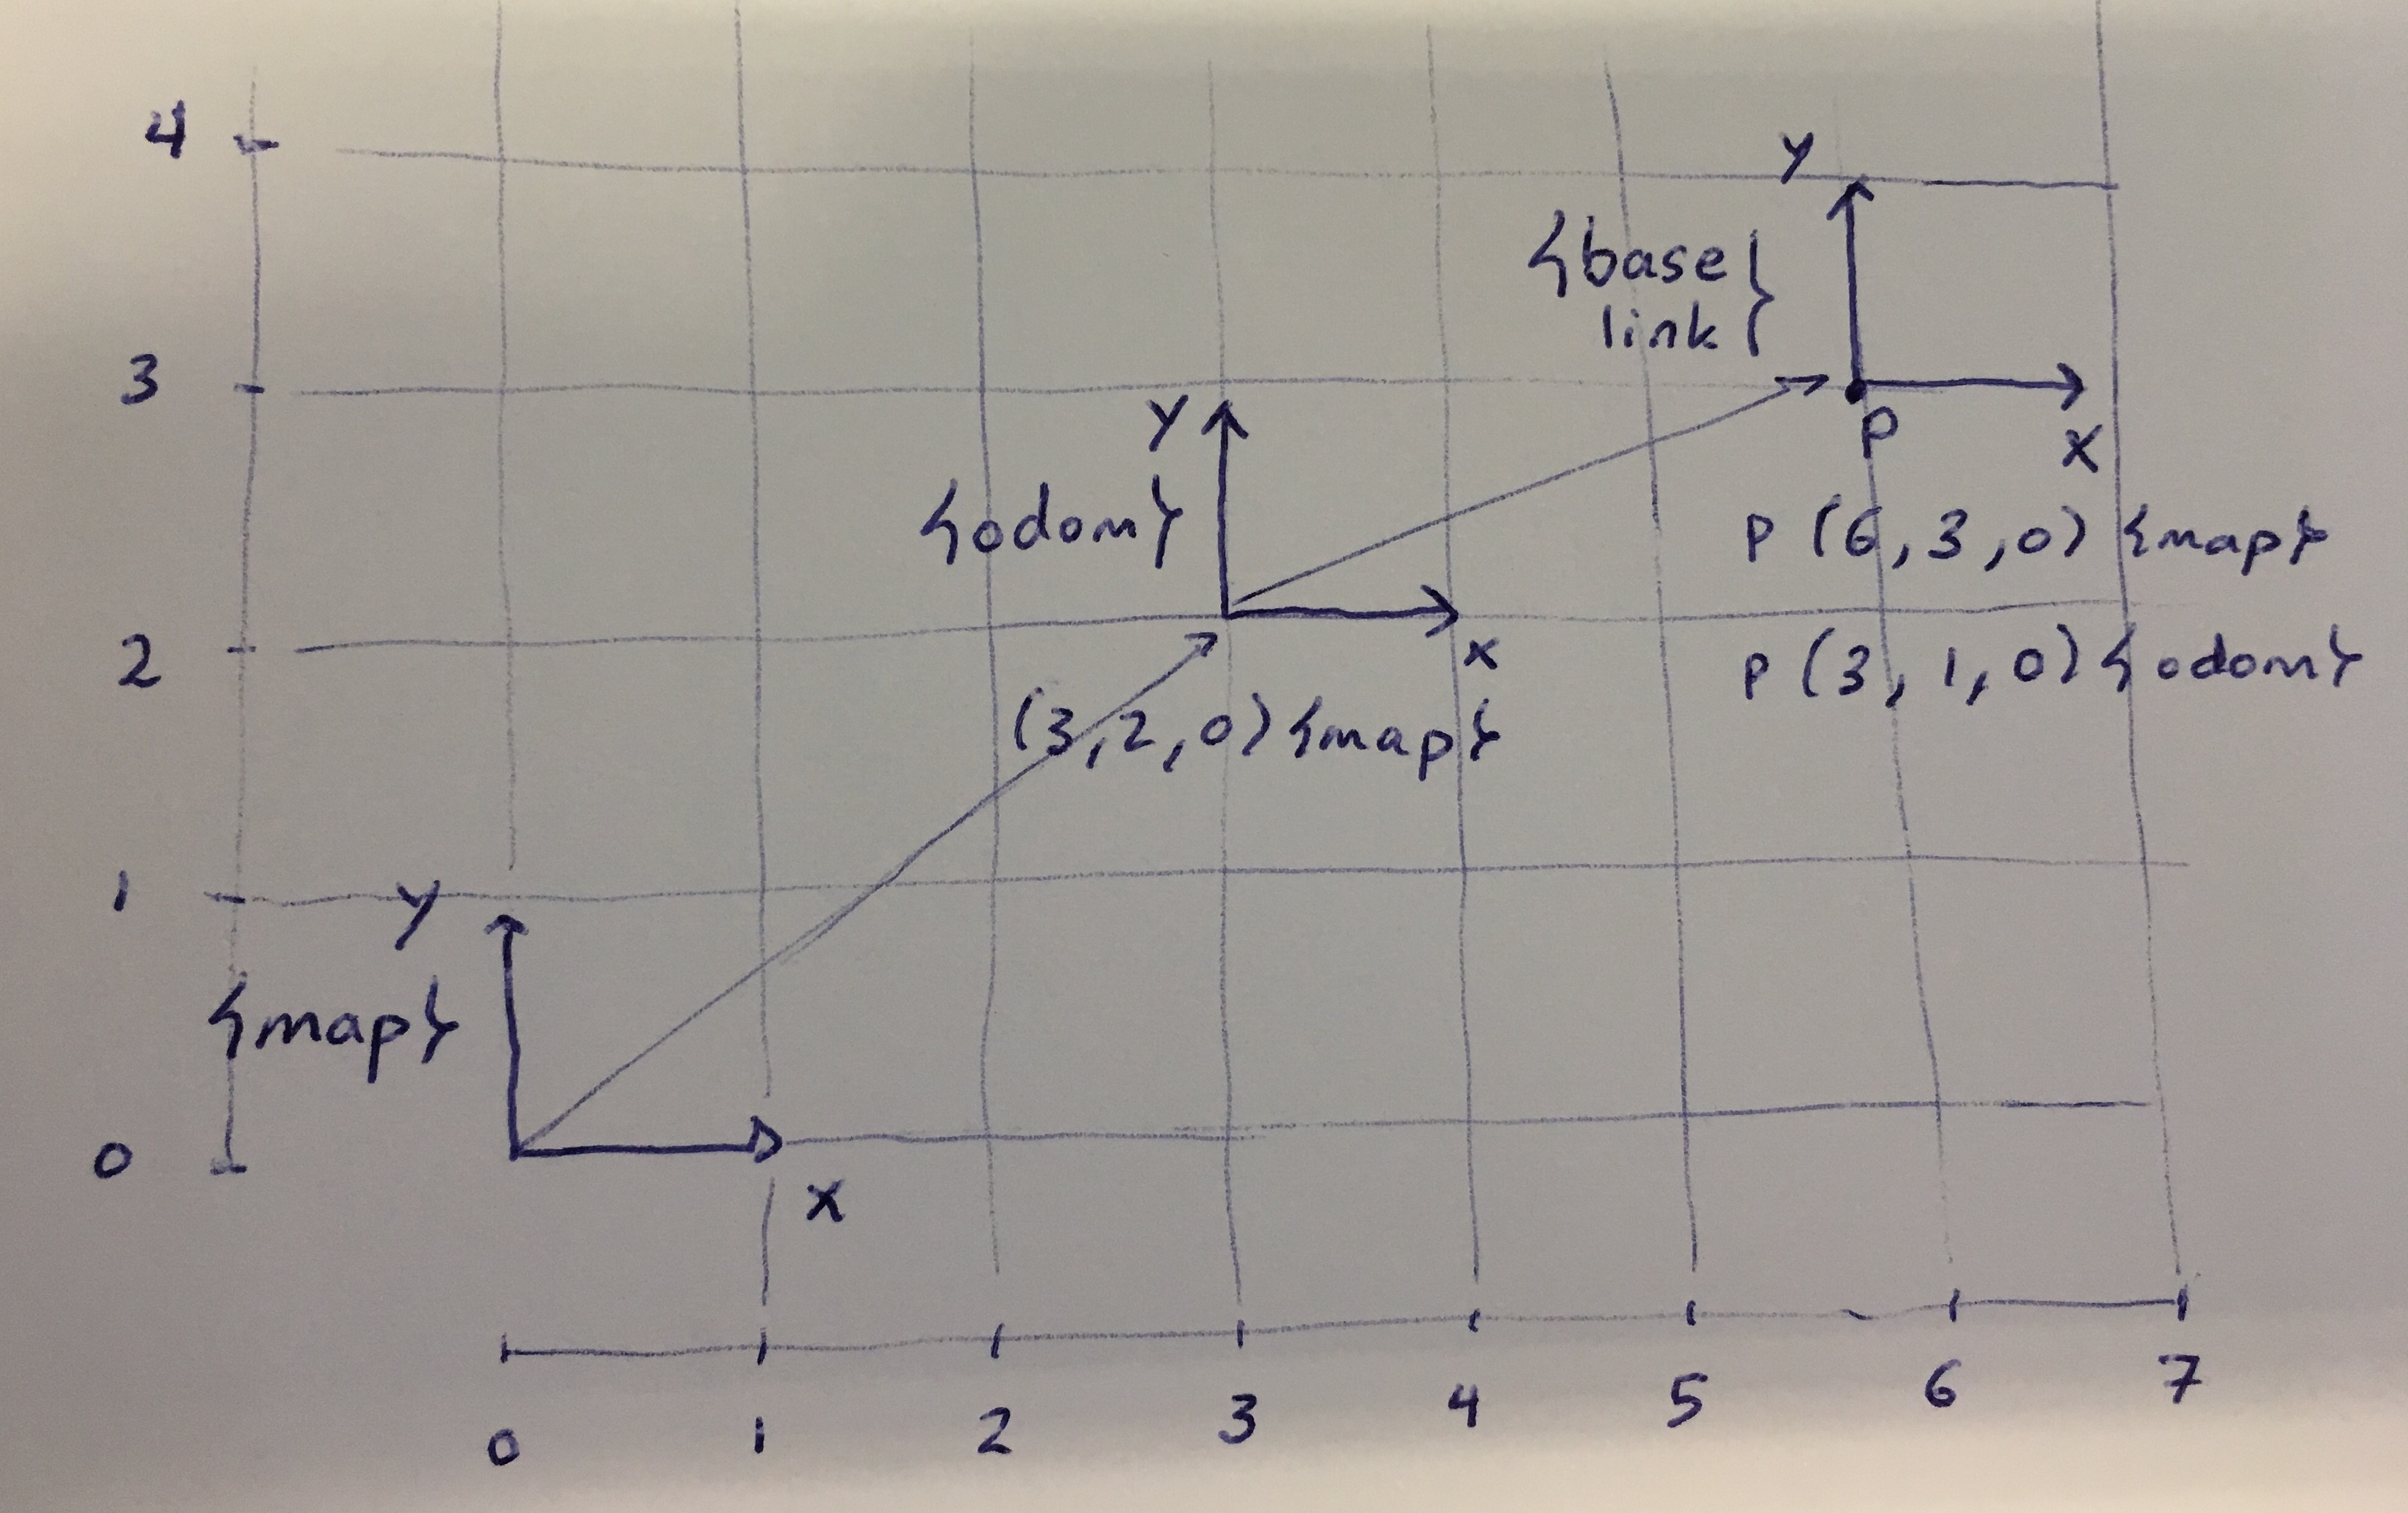 4
y
{base
link}
3
y
p
x
{odom}
p (6,3,0) {map}
2
x
p (3,1,0) {odom}
(3,2,0) {map}
1
y
{map}
0
x
0 1 2 3 4 5 6 7